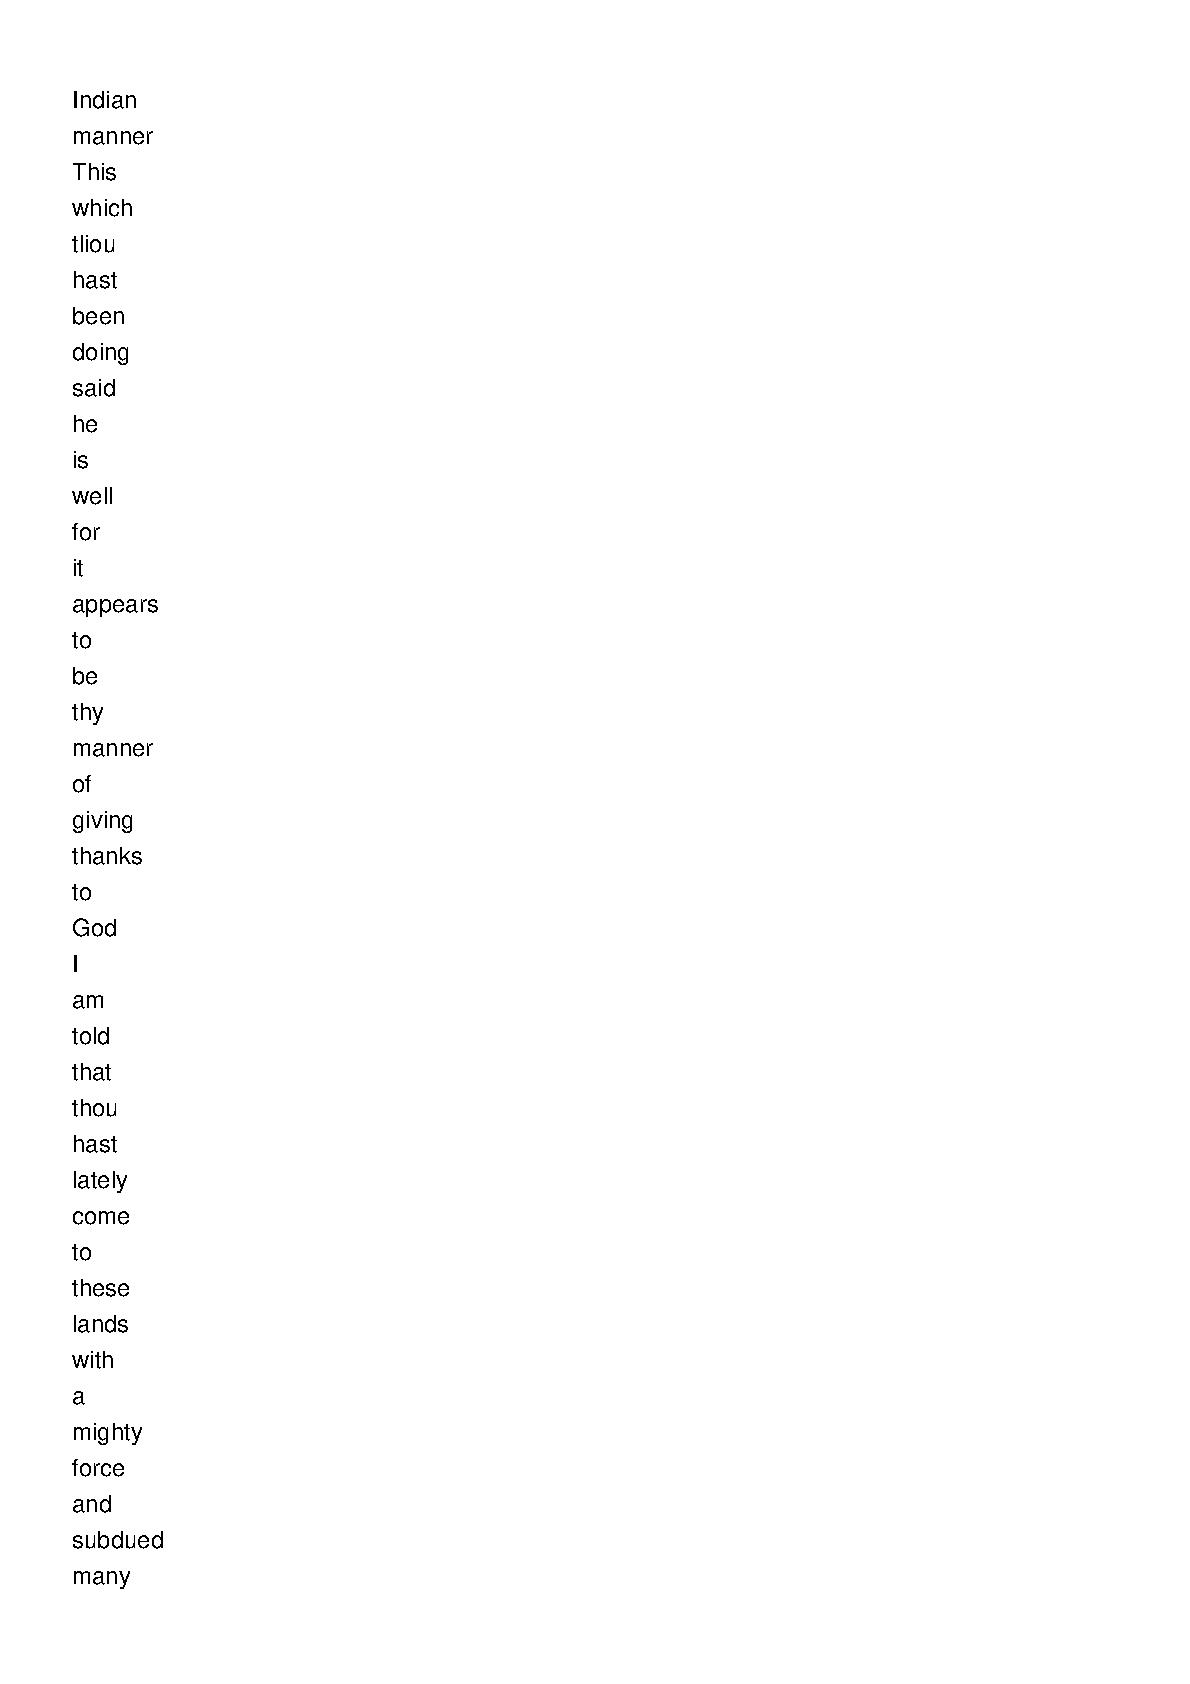 Indian
manner
This
which
tliou
hast
been
doing
said
he
is
well
for
it
appears
to
be
thy
manner
of
giving
thanks
to
God
I
am
told
that
thou
hast
lately
come
to
these
lands
with
a
mighty
force
and
subdued
many